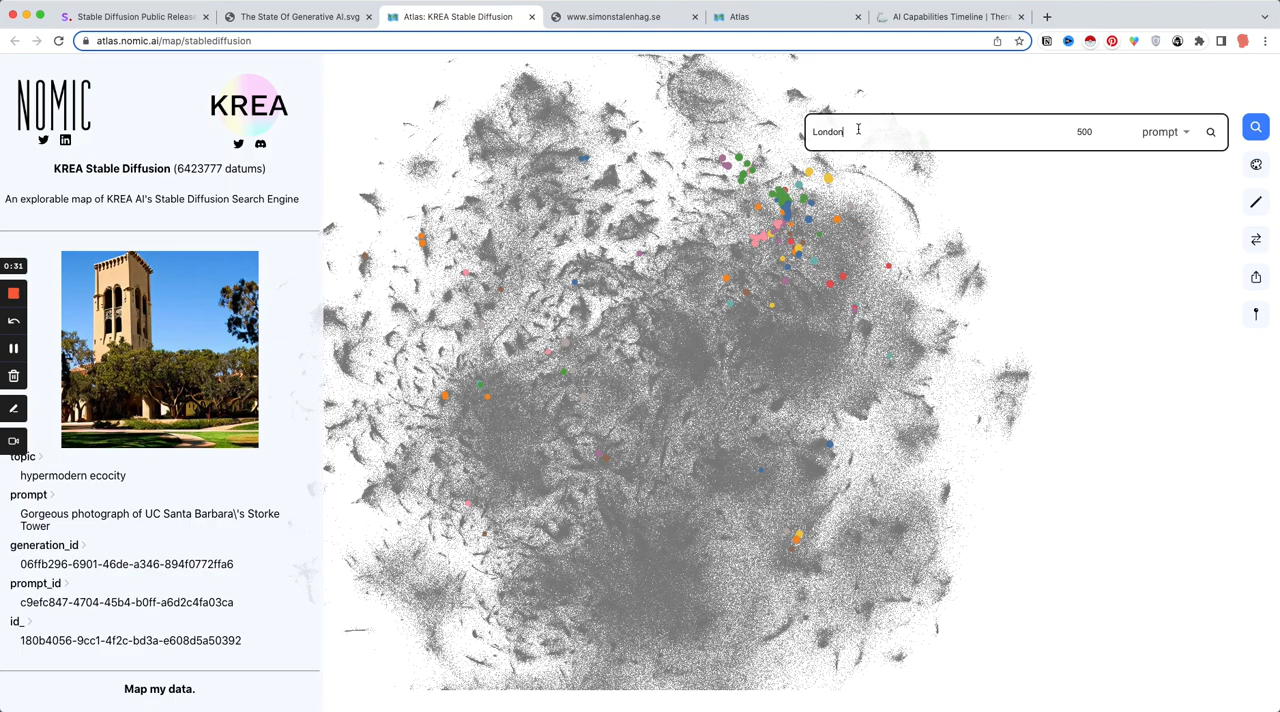 Stable Diffusion Public Releas
The State Of Generative AI.svg
Atlas: KREA Stable Diffusion
www.simonstalenhag.se
Atlas
AI Capabilities Timeline | Ther
atlas.nomic.ai/map/stablediffusion
NOMIC
KREA
KREA Stable Diffusion (6423777 datums)
An explorable map of KREA AI's Stable Diffusion Search Engine
London
500
prompt
0:31
topic
hypermodern ecocity
prompt
Gorgeous photograph of UC Santa Barbara\'s Storke
Tower
generation_id
06ffb296-6901-46de-a346-894f0772ffa6
prompt_id
c9efc847-4704-45b4-b0ff-a6d2c4fa03ca
id_
180b4056-9cc1-4f2c-bd3a-e608d5a50392
Map my data.